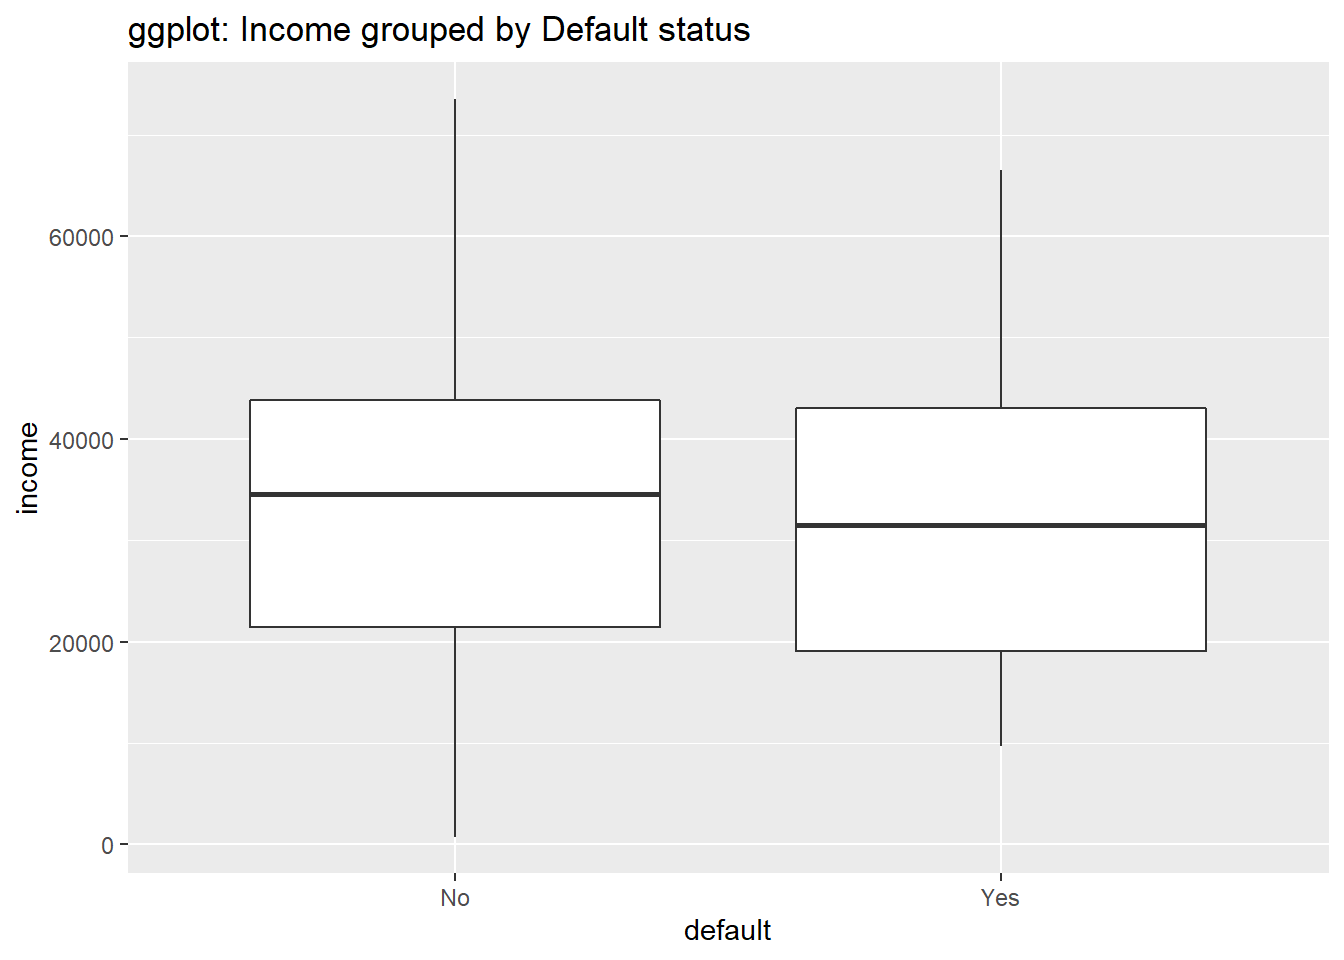 ggplot: Income grouped by Default status
income
60000
40000
20000
0
No
Yes
default